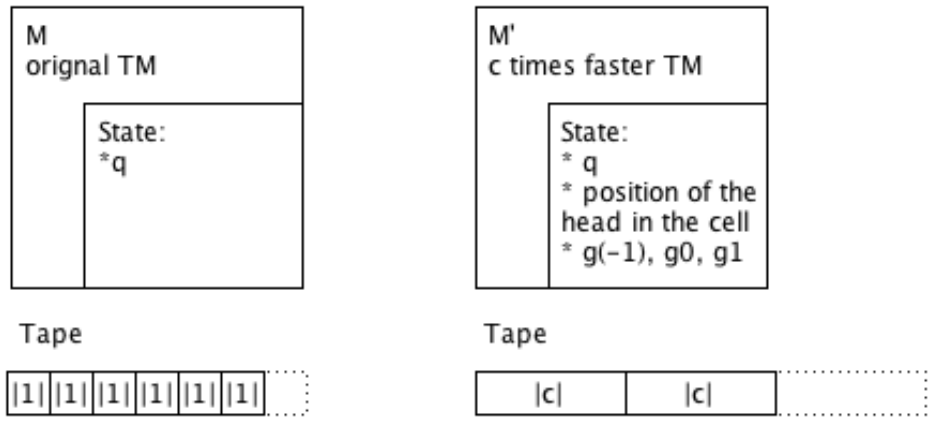 M
orignal TM
State:
*q
Tape
|1| |1| |1| |1| |1| |1|
M'
c times faster TM
State:
* q
* position of the
head in the cell
* g(-1), g0, g1
Tape
|c| |c|